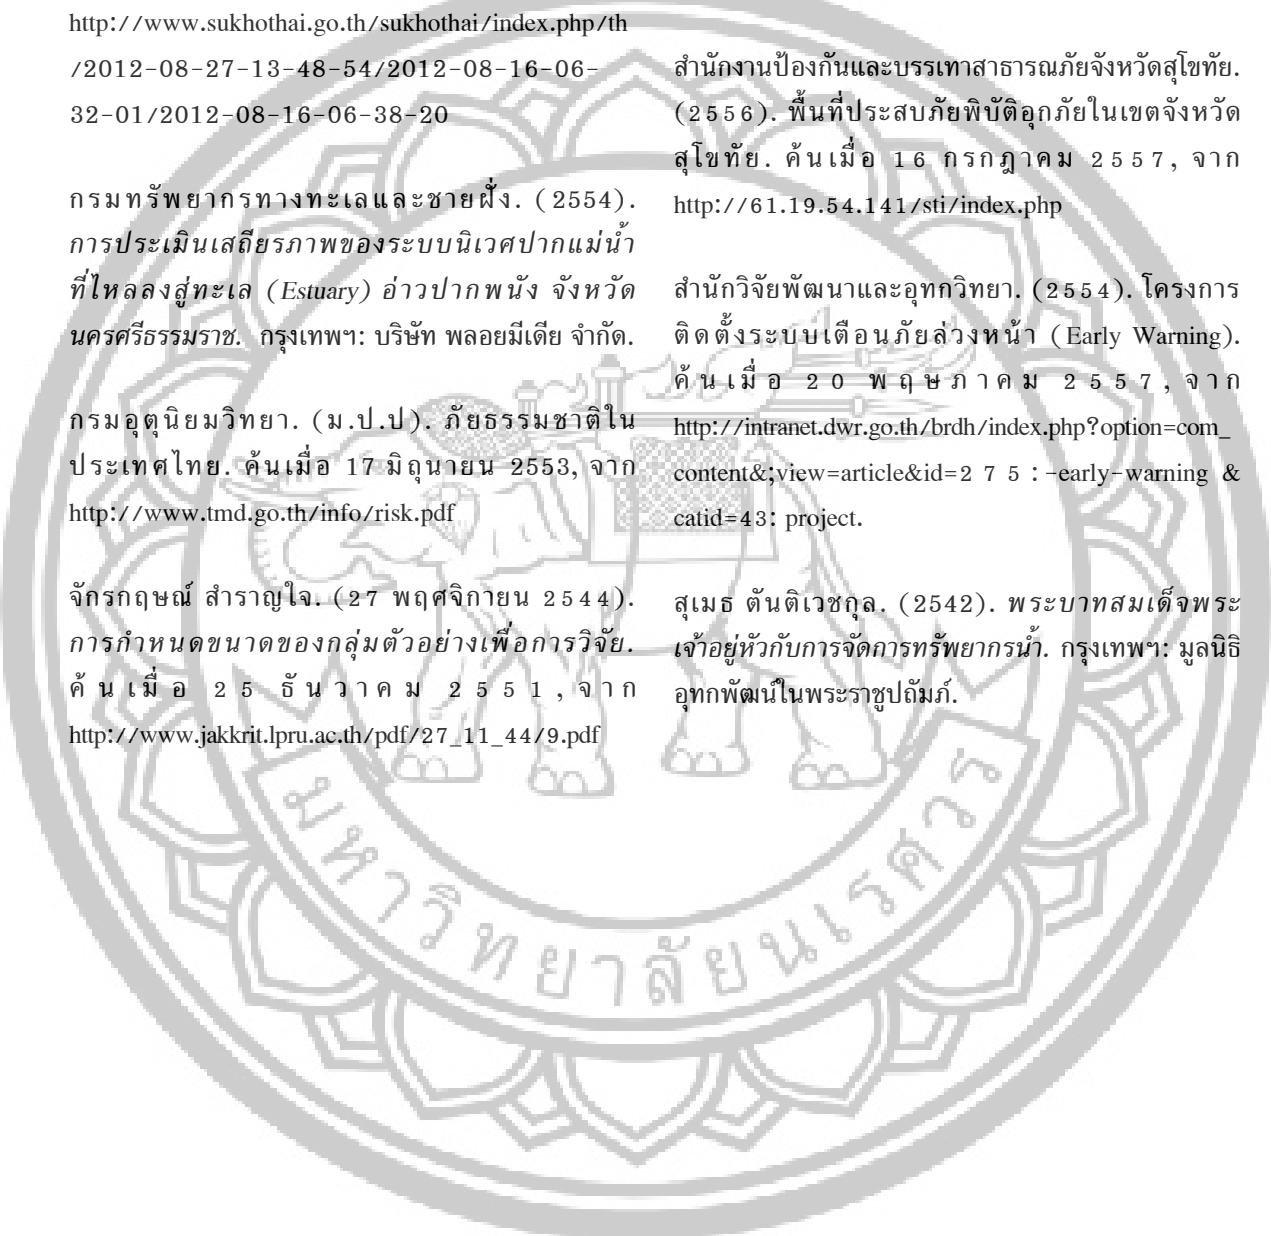 http://www.sukhothai.go.th/sukhothai/index.php/th
/2012-08-27-13-48-54/2012-08-16-06-
32-01/2012-08-16-06-38-20
กรมทรัพยากรทางทะเลและชายฝั่ง. (2554).
การประเมินเสถียรภาพของระบบนิเวศปากแม่น้ำ
ที่ไหลลงสู่ทะเล (Estuary) อ่าวปากพนัง จังหวัด
นครศรีธรรมราช. กรุงเทพฯ: บริษัท พลอยมีเดีย จำกัด.
กรมอุตุนิยมวิทยา. (ม.ป.ป). ภัยธรรมชาติใน
ประเทศไทย. ค้นเมื่อ 17 มิถุนายน 2553, จาก
http://www.tmd.go.th/info/risk.pdf
จักรกฤษณ์ สำราญใจ. (27 พฤศจิกายน 2544).
การกำหนดขนาดของกลุ่มตัวอย่างเพื่อการวิจัย.
ค้นเมื่อ 25 ธันวาคม 2551, จาก
http://www.jakkrit.lpru.ac.th/pdf/27_11_44/9.pdf
สำนักงานป้องกันและบรรเทาสาธารณภัยจังหวัดสุโขทัย.
(2556). พื้นที่ประสบภัยพิบัติอุกภัยในเขตจังหวัด
สุโขทัย. ค้นเมื่อ 16 กรกฎาคม 2557, จาก
http://61.19.54.141/sti/index.php
สำนักวิจัยพัฒนาและอุทกวิทยา. (2554). โครงการ
ติดตั้งระบบเตือนภัยล่วงหน้า (Early Warning).
ค้นเมื่อ 20 พฤษภาคม 2557, จาก
http://intranet.dwr.go.th/brdh/index.php?option=com_
content&;view=article&id=2 7 5 : -early-warning &
catid=43: project.
สุเมธ ตันติเวชกุล. (2542). พระบาทสมเด็จพระ
เจ้าอยู่หัวกับการจัดการทรัพยากรน้ำ. กรุงเทพฯ: มูลนิธิ
อุทกพัฒน์ในพระราชูปถัมภ์.
มหาวิทยาลัยนเรศวร